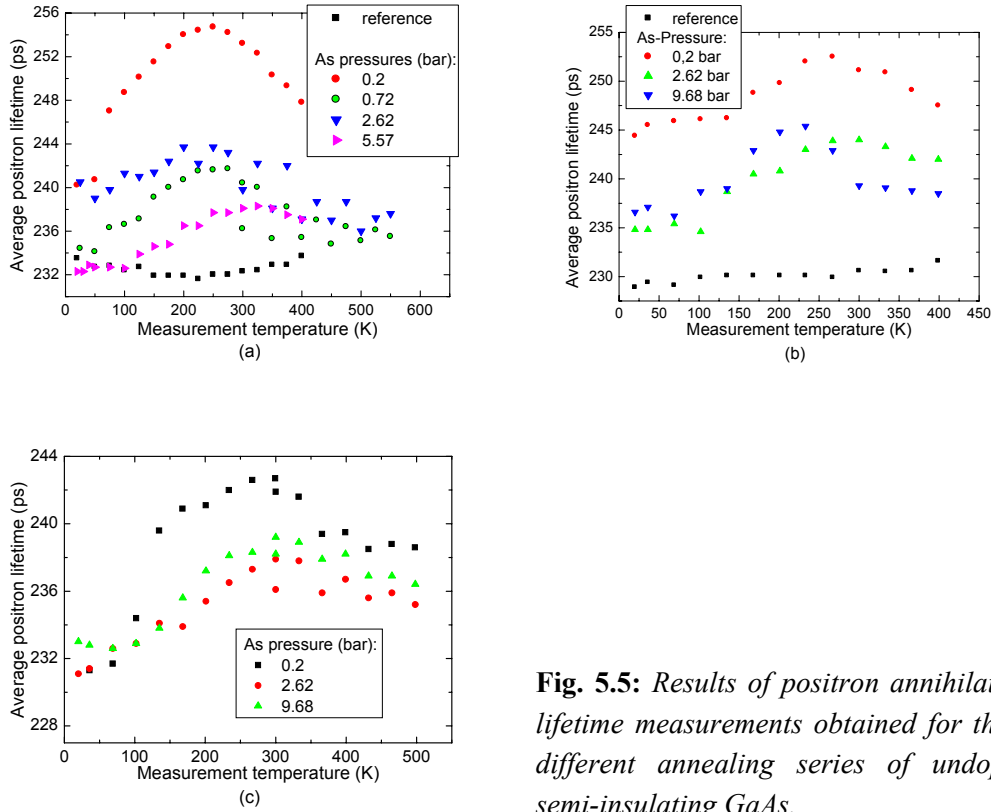 256
252
248
244
240
236
232
Average positron lifetime (ps)
0 100 200 300 400 500 600
Measurement temperature (K)
(a)
reference
As pressures (bar):
0.2
0.72
2.62
5.57
255
250
245
240
235
230
Average positron lifetime (ps)
0 50 100 150 200 250 300 350 400 450
Measurement temperature (K)
(b)
reference
As-Pressure:
0,2 bar
2.62 bar
9.68 bar
244
240
236
232
228
Average positron lifetime (ps)
0 100 200 300 400 500
Measurement temperature (K)
(c)
As pressure (bar):
0.2
2.62
9.68
Fig. 5.5: Results of positron annihilat
lifetime measurements obtained for th
different annealing series of undop
semi-insulating GaAs.